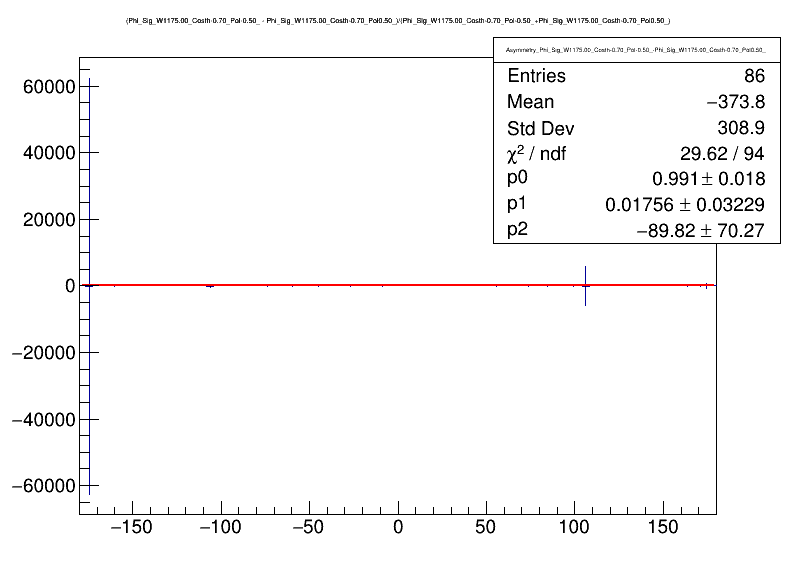 (Phi_Sig_W1175.00_Costh-0.70_Pol-0.50_ - Phi_Sig_W1175.00_Costh-0.70_Pol0.50_)/(Phi_Sig_W1175.00_Costh-0.70_Pol-0.50_+Phi_Sig_W1175.00_Costh-0.70_Pol0.50_)
Asymmetry_Phi_Sig_W1175.00_Costh-0.70_Pol-0.50_-Phi_Sig_W1175.00_Costh-0.70_Pol0.50_
Entries 86
Mean −373.8
Std Dev 308.9
χ² / ndf 29.62 / 94
p0 0.991 ± 0.018
p1 0.01756 ± 0.03229
p2 −89.82 ± 70.27
60000
40000
20000
0
−20000
−40000
−60000
−150 −100 −50 0 50 100 150